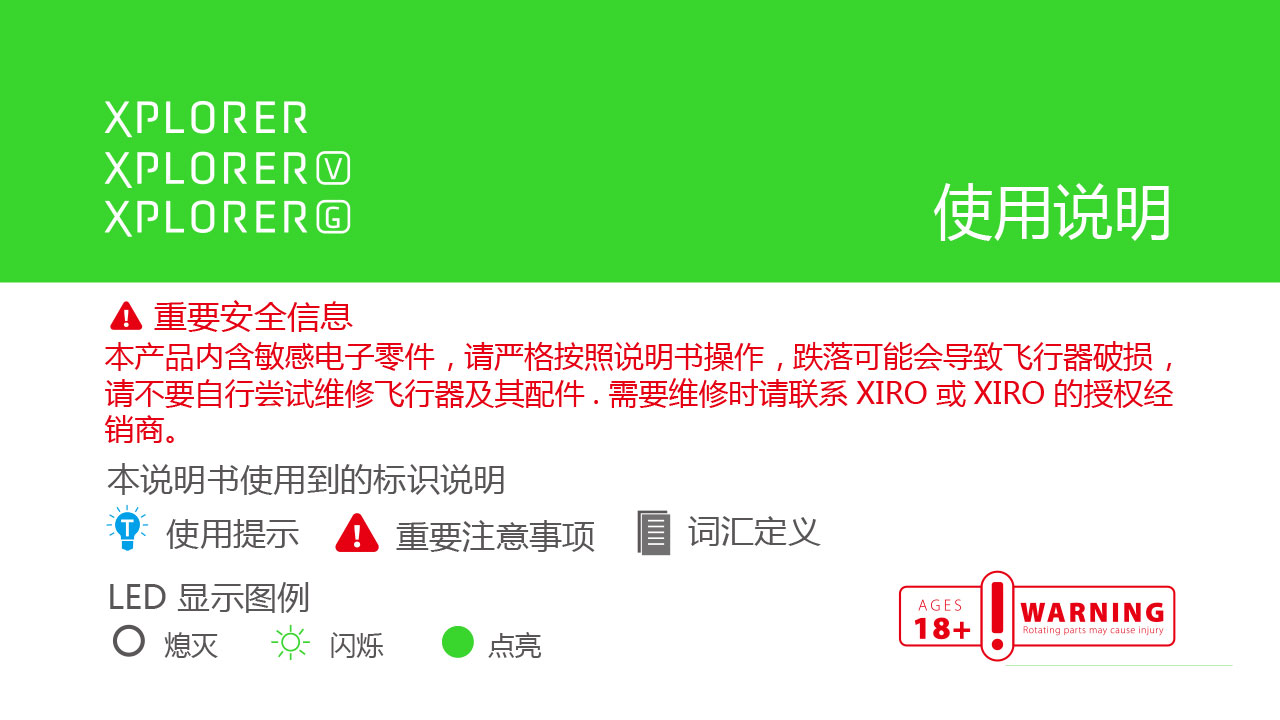 XPLORER
XPLORER V
XPLORER G
使用说明
重要安全信息
本产品内含敏感电子零件，请严格按照说明书操作，跌落可能会导致飞行器破损，
请不要自行尝试维修飞行器及其配件 . 需要维修时请联系 XIRO 或 XIRO 的授权经
销商。
本说明书使用到的标识说明
T 使用提示 ! 重要注意事项 词汇定义
LED 显示图例
熄灭 闪烁 点亮
AGES
18+
WARNING
Rotating parts may cause injury